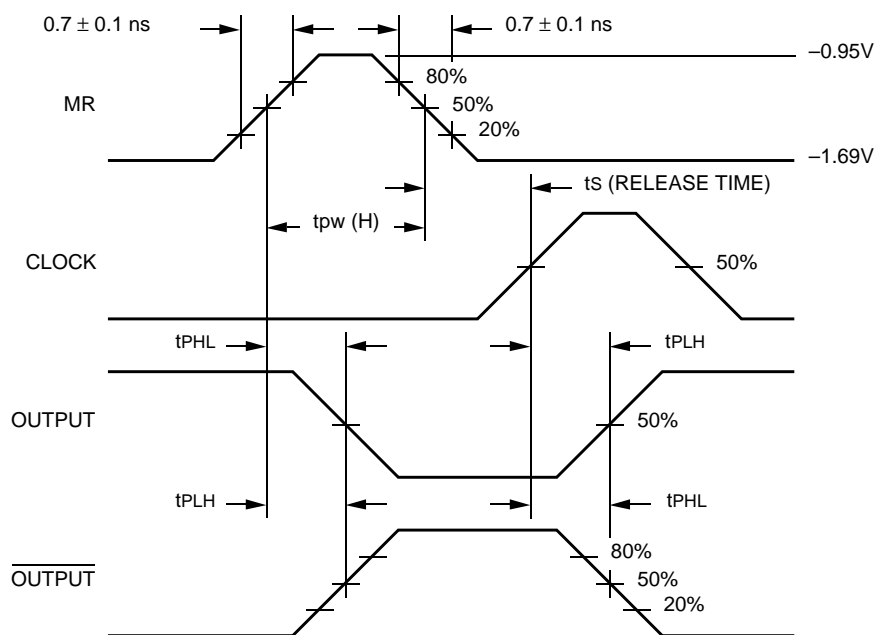 0.7 ± 0.1 ns
0.7 ± 0.1 ns
–0.95V
80%
MR
50%
20%
–1.69V
tS (RELEASE TIME)
tpw (H)
CLOCK
50%
tPHL
tPLH
OUTPUT
50%
tPLH
tPHL
80%
OUTPUT
50%
20%